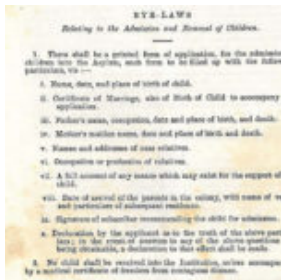 BYE-LAWS
Relating to the Admission and Removal of Children.
1. There shall be a printed form of application, for the admission
children into the Asylum, such form to be filled up with the following
particulars, viz:—
i. Name, date, and place of birth of child.
ii. Certificate of Marriage, also of Birth of Child to accompany
application.
iii. Father's name, occupation, date and place of birth, and death.
iv. Mother's maiden name, date and place of birth and death.
v. Names and addresses of near relatives.
vi. Occupation or profession of relatives.
vii. A full account of any means which may exist for the support of
child.
viii. Date of arrival of the parents in the colony, with name of
and particulars of subsequent residence.
ix. Signature of subscriber recommending the child for admission.
x. Declaration by the applicant as to the truth of the above
in the event of answers to any of the above questions
being obtainable, a declaration to that effect shall be made.
2. No child shall be received into the Institution, unless
by a medical certificate of freedom from contagious disease.